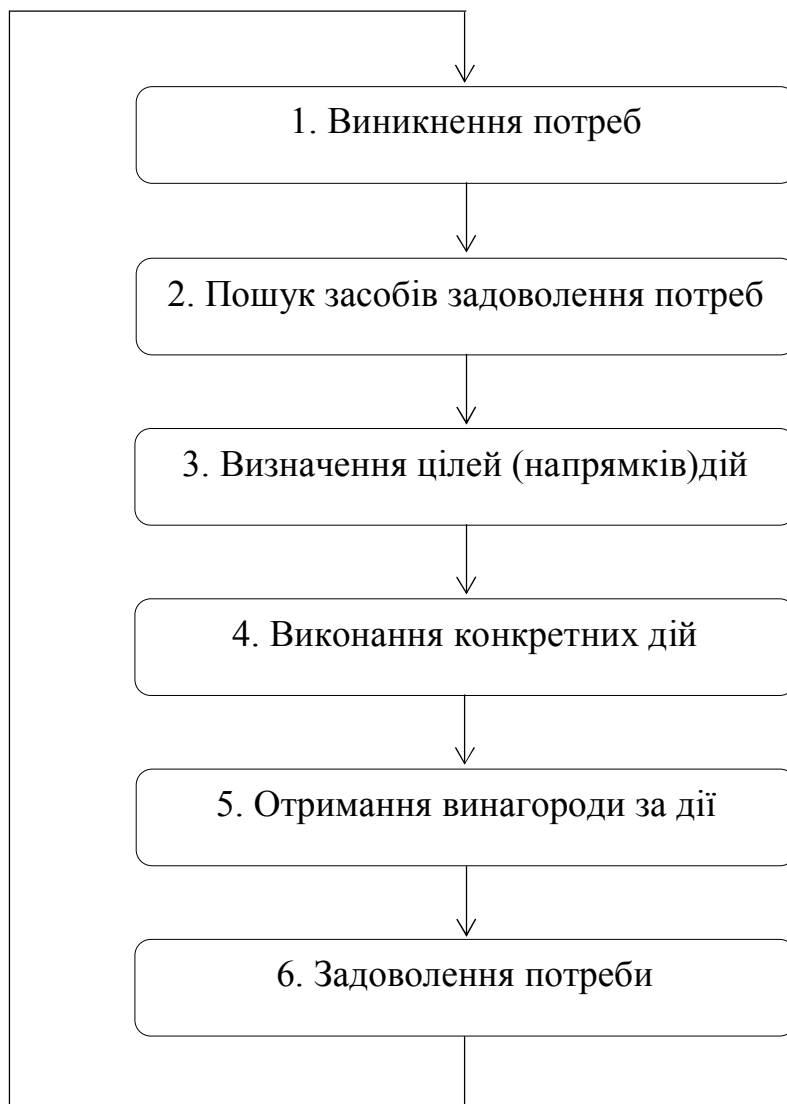 1. Виникнення потреб
2. Пошук засобів задоволення потреб
3. Визначення цілей (напрямків)дій
4. Виконання конкретних дій
5. Отримання винагороди за дії
6. Задоволення потреби